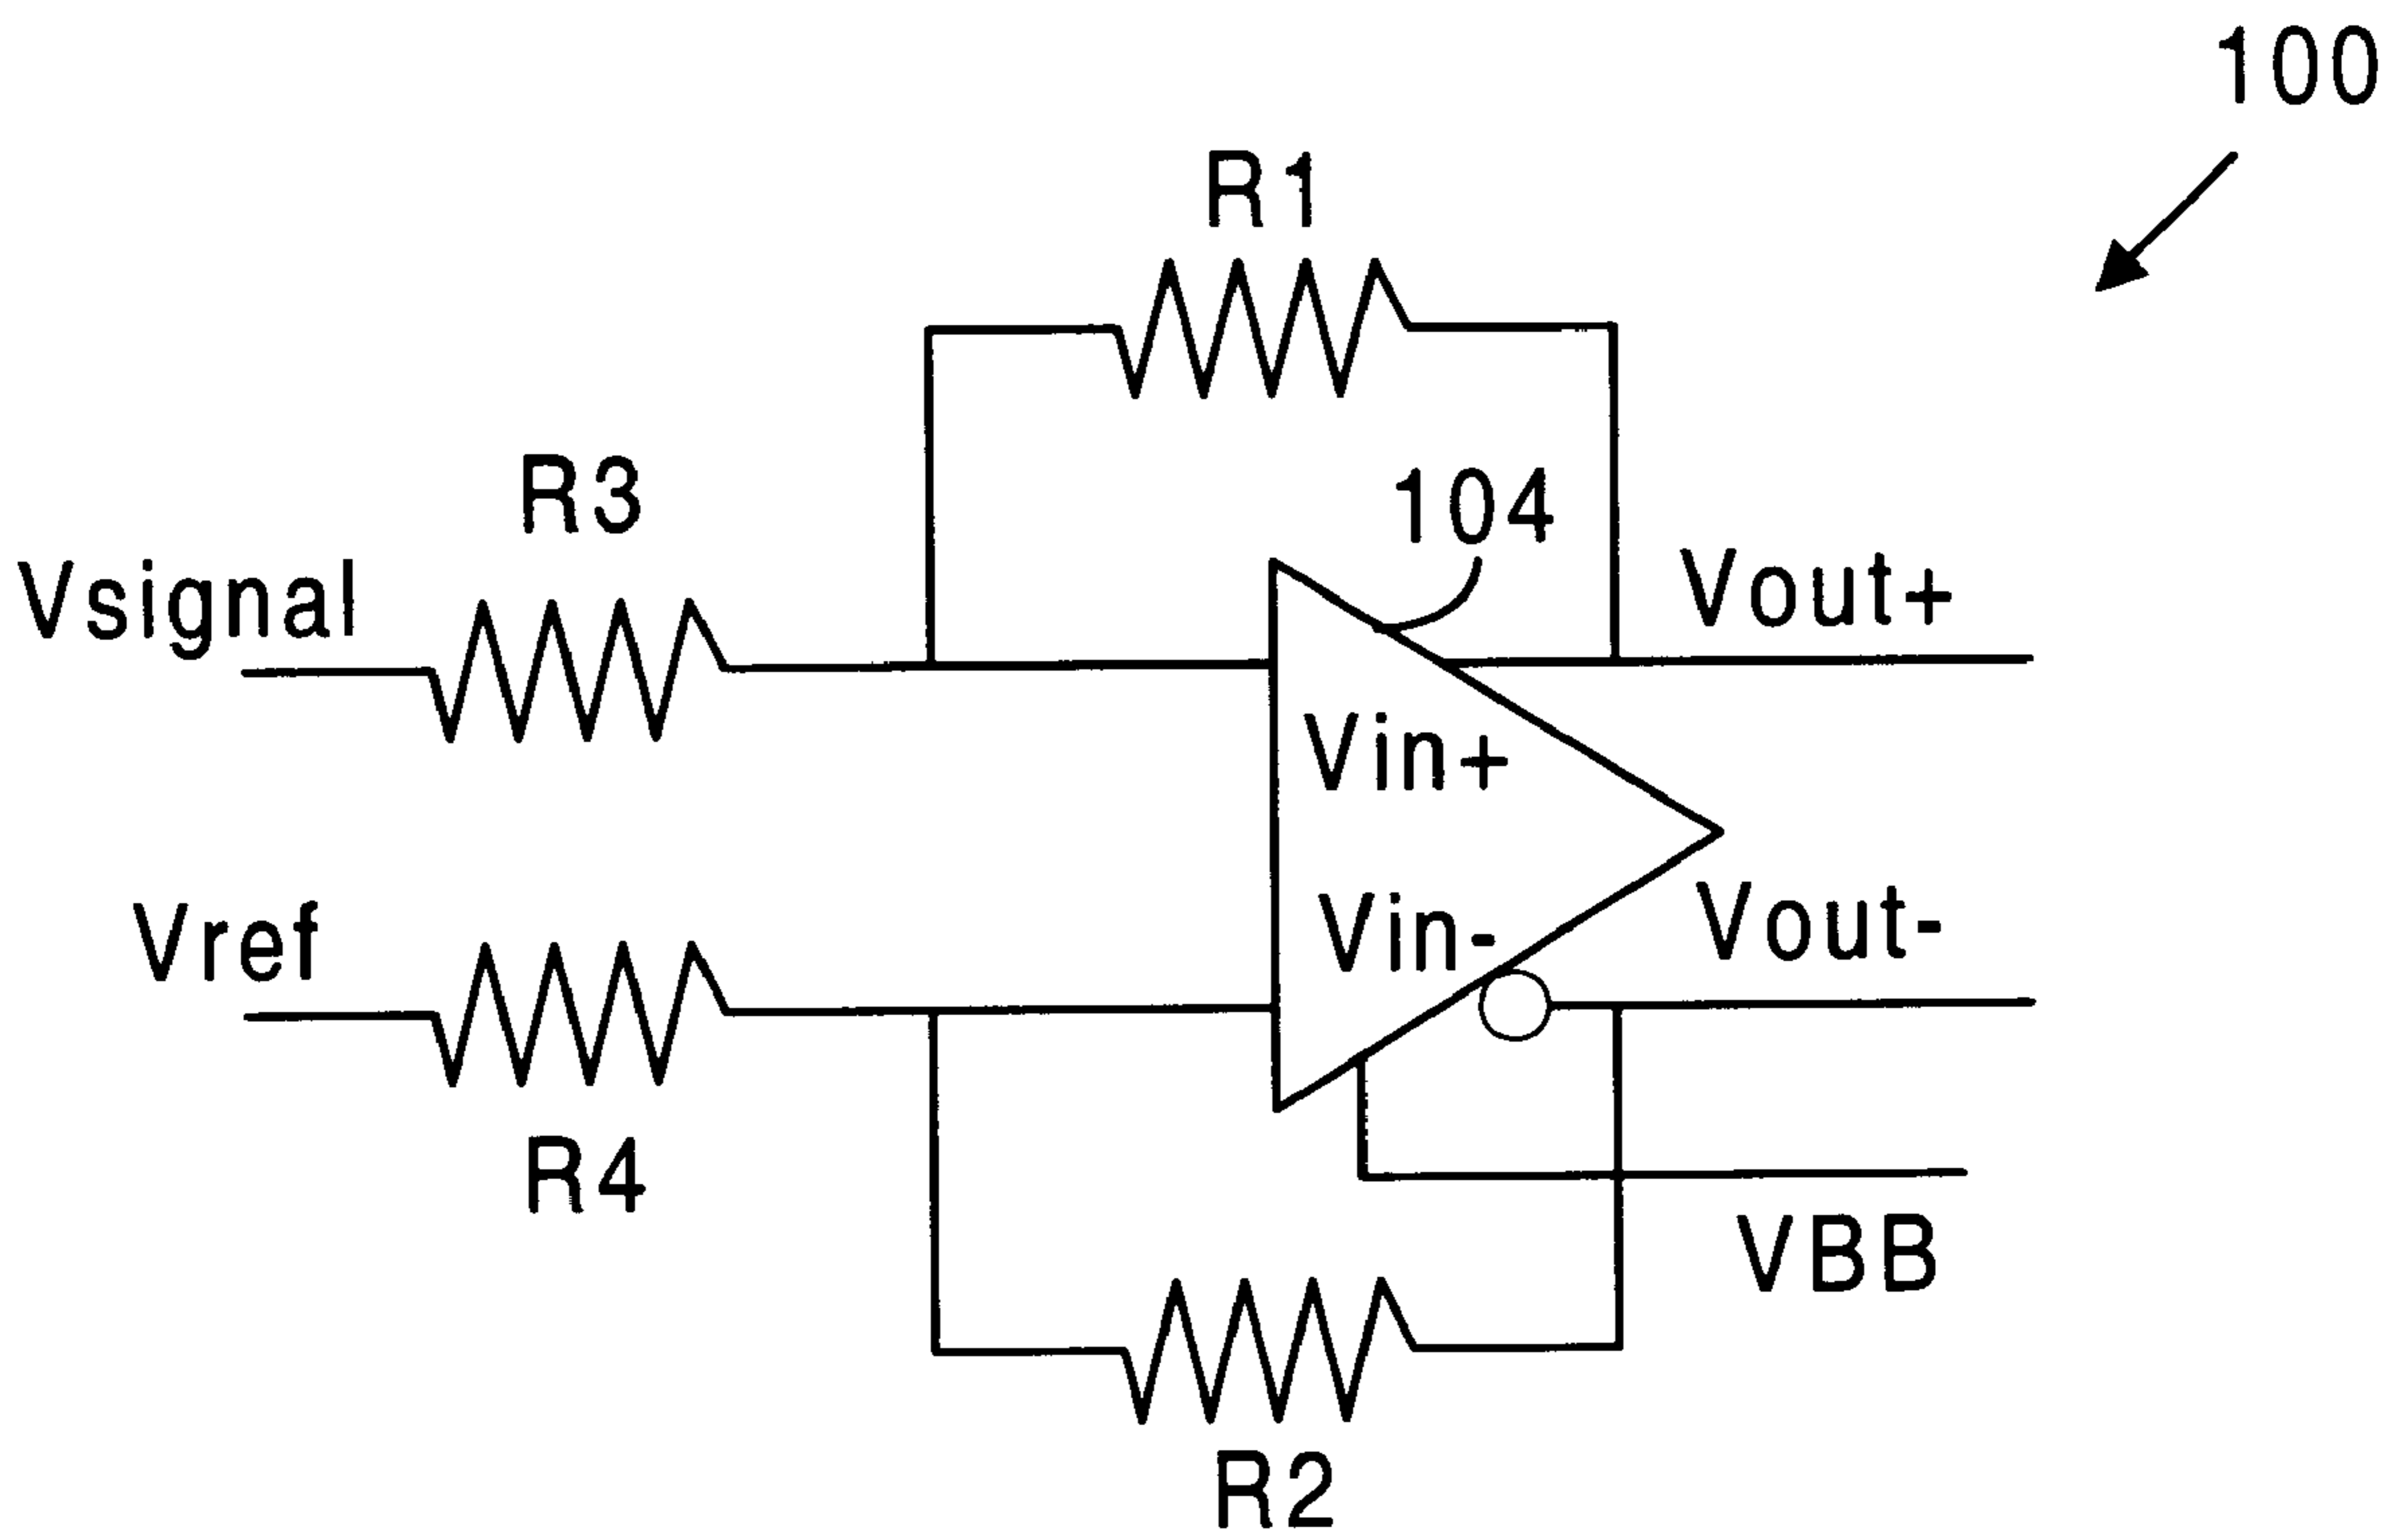 100
R1
R3
104
Vsignal
Vout+
Vin+
Vref
Vin-
Vout-
R4
VBB
R2